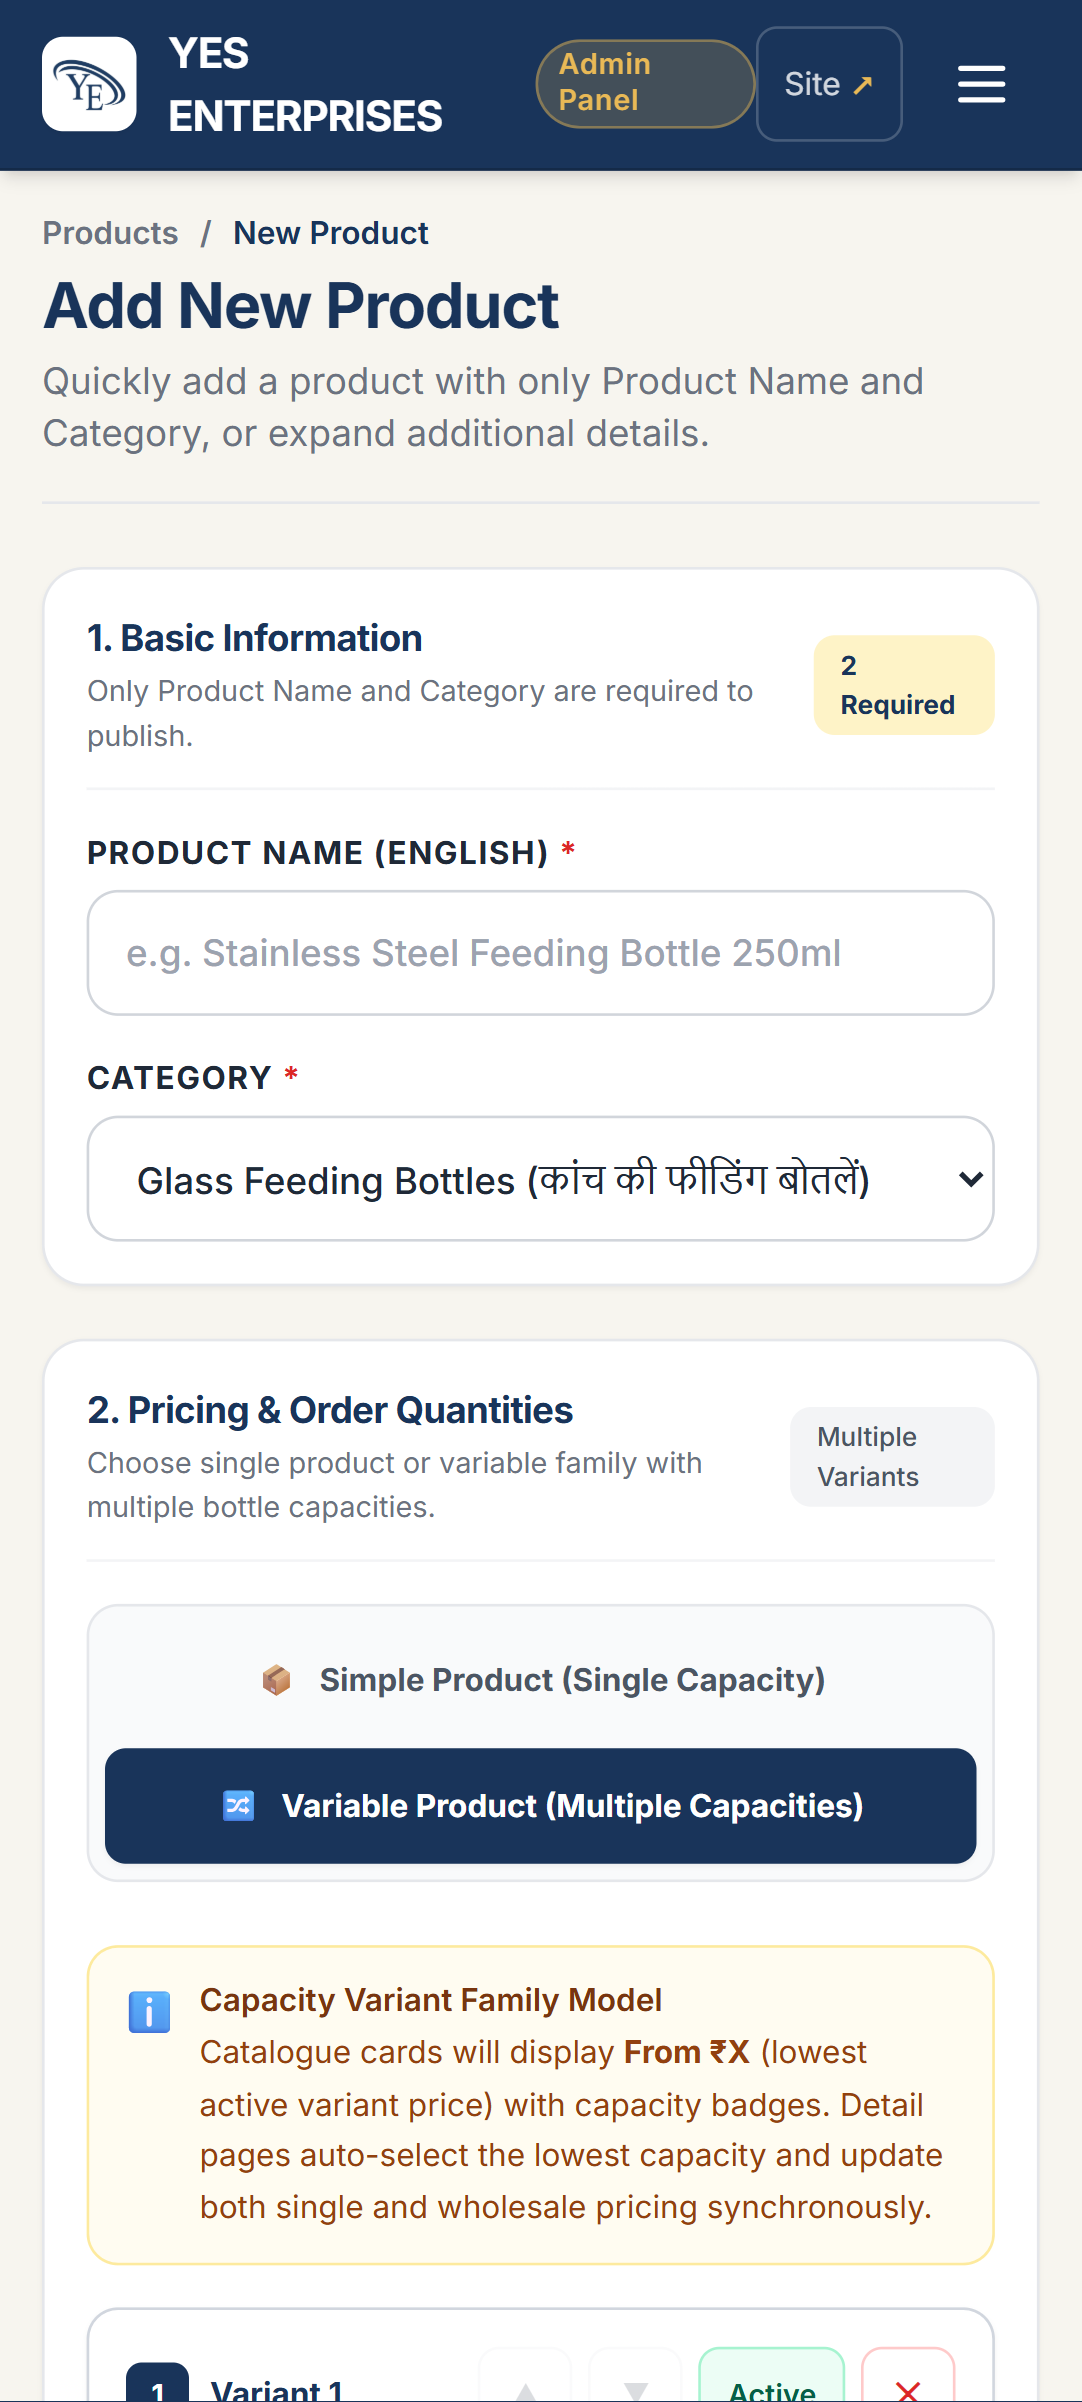 YE
YES
ENTERPRISES
Admin
Panel
Site ↗
Products / New Product
Add New Product
Quickly add a product with only Product Name and
Category, or expand additional details.
1. Basic Information
Only Product Name and Category are required to
publish.
2
Required
PRODUCT NAME (ENGLISH) *
e.g. Stainless Steel Feeding Bottle 250ml
CATEGORY *
Glass Feeding Bottles (कांच की फीडिंग बोतलें)
2. Pricing & Order Quantities
Choose single product or variable family with
multiple bottle capacities.
Multiple
Variants
📦 Simple Product (Single Capacity)
🔀 Variable Product (Multiple Capacities)
ℹ️ Capacity Variant Family Model
Catalogue cards will display From ₹X (lowest
active variant price) with capacity badges. Detail
pages auto-select the lowest capacity and update
both single and wholesale pricing synchronously.
1 Variant 1 ▲ ▼ Active ✕